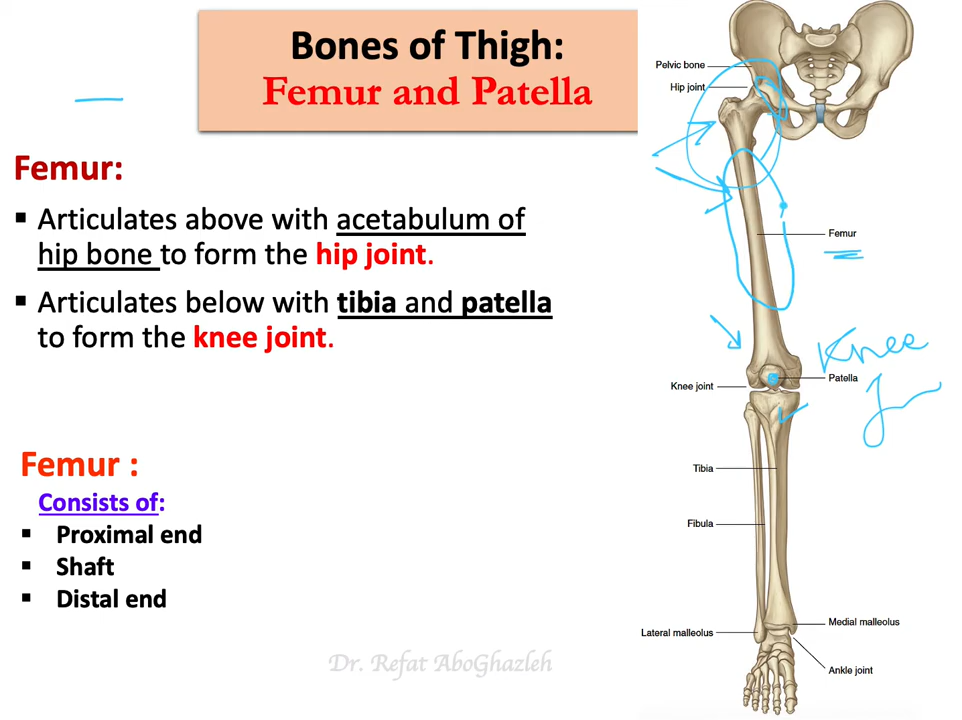 Bones of Thigh:
Femur and Patella
Femur:
▪ Articulates above with acetabulum of
hip bone to form the hip joint.
▪ Articulates below with tibia and patella
to form the knee joint.
Femur :
Consists of:
▪ Proximal end
▪ Shaft
▪ Distal end
Dr. Refat AboGhazleh
Pelvic bone
Hip joint
Femur
Knee
Patella
Knee joint
Tibia
Fibula
Medial malleolus
Lateral malleolus
Ankle joint